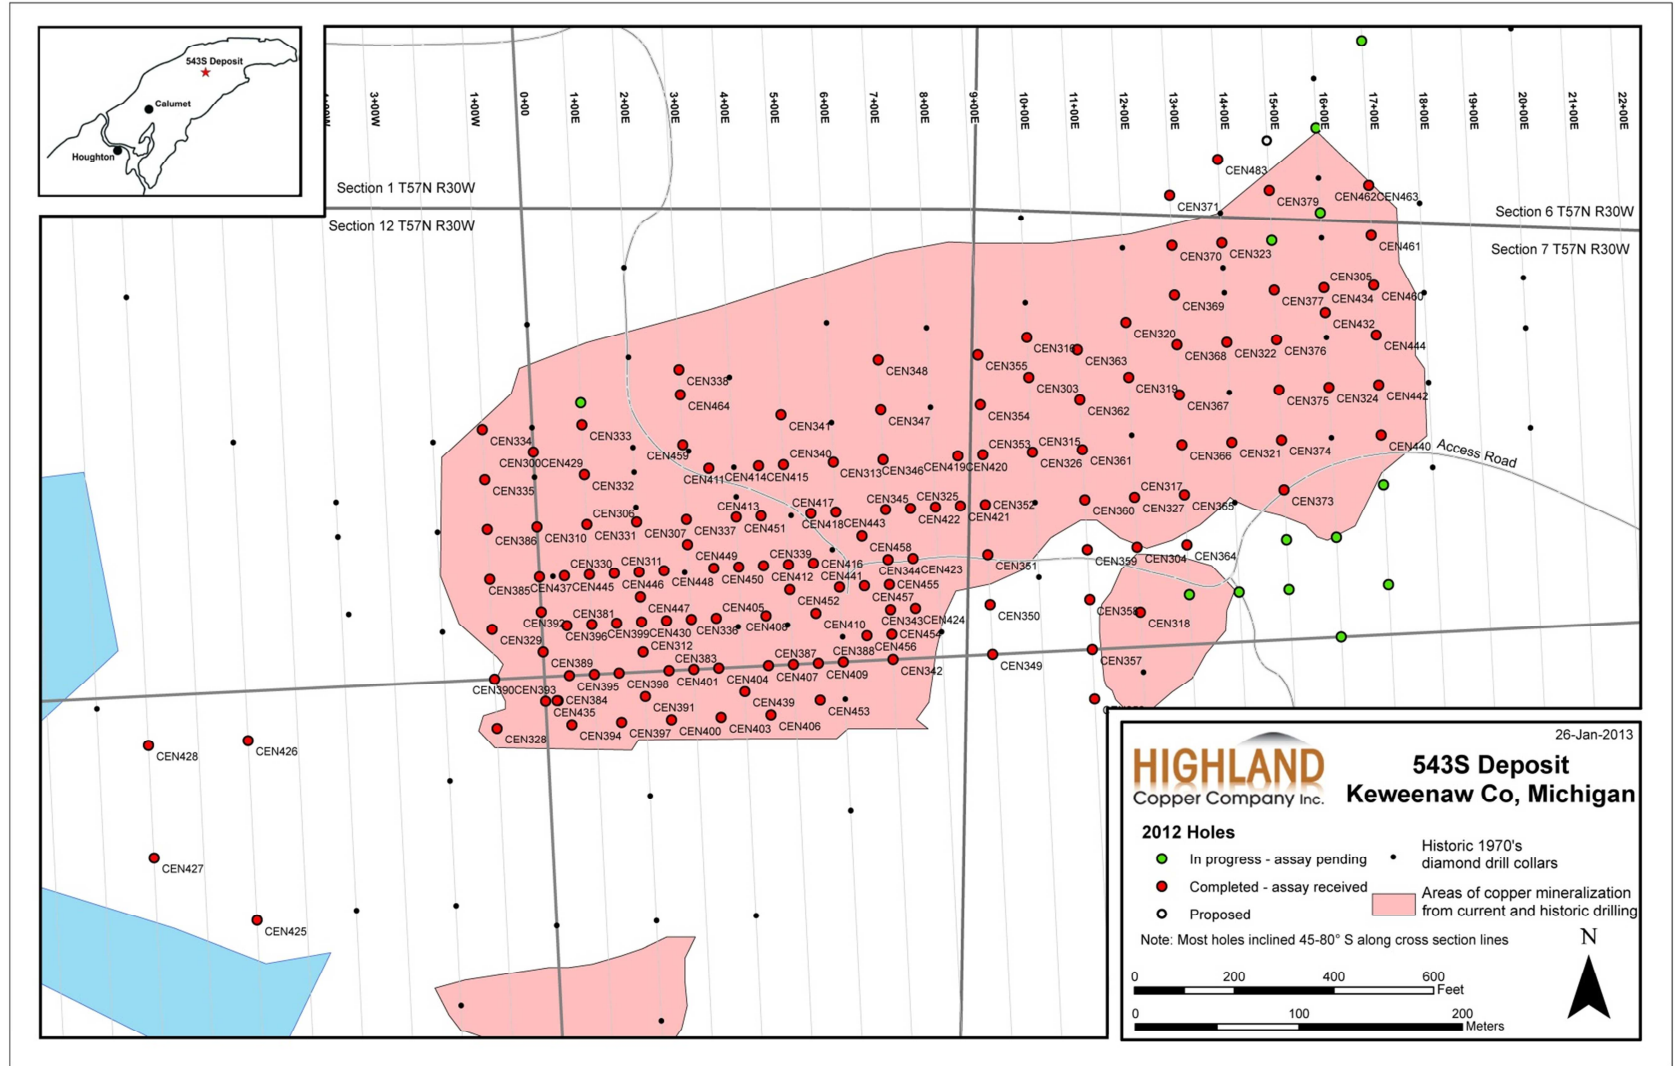 543S Deposit
Calumet
Houghton
3+00W
1+00W
0+00
1+00E
2+00E
3+00E
4+00E
5+00E
6+00E
7+00E
8+00E
9+00E
10+00E
11+00E
12+00E
13+00E
14+00E
15+00E
16+00E
17+00E
18+00E
19+00E
20+00E
21+00E
22+00E
Section 1 T57N R30W
Section 12 T57N R30W
Section 6 T57N R30W
Section 7 T57N R30W
CEN483
CEN371
CEN379
CEN462 CEN463
CEN370
CEN323
CEN461
CEN305
CEN369
CEN377
CEN434
CEN460
CEN432
CEN320
CEN316
CEN363
CEN368
CEN322
CEN376
CEN444
CEN355
CEN348
CEN338
CEN303
CEN319
CEN367
CEN375
CEN324
CEN442
CEN464
CEN362
CEN354
CEN347
CEN341
CEN333
CEN334
CEN353
CEN315
CEN440
Access Road
CEN300 CEN429
CEN459
CEN340
CEN313 CEN346 CEN419 CEN420
CEN326
CEN361
CEN366
CEN321
CEN374
CEN411 CEN414 CEN415
CEN335
CEN332
CEN317
CEN373
CEN417
CEN345
CEN325
CEN352
CEN360
CEN327
CEN365
CEN306
CEN413
CEN386
CEN310
CEN331
CEN307
CEN337
CEN451
CEN418 CEN443
CEN422
CEN421
CEN449
CEN458
CEN351
CEN359
CEN304
CEN364
CEN330
CEN311
CEN339
CEN416
CEN344 CEN423
CEN385 CEN437 CEN445
CEN446
CEN448
CEN450
CEN412
CEN441
CEN455
CEN452
CEN457
CEN447
CEN350
CEN358
CEN318
CEN392
CEN381
CEN405
CEN343 CEN424
CEN329
CEN396
CEN399
CEN430
CEN336
CEN408
CEN410
CEN454
CEN312
CEN456
CEN389
CEN383
CEN387
CEN388
CEN342
CEN349
CEN357
CEN390 CEN393
CEN395
CEN398
CEN401
CEN404
CEN407
CEN409
CEN384
CEN435
CEN391
CEN439
CEN453
CEN328
CEN394
CEN397
CEN400
CEN403
CEN406
CEN428
CEN426
CEN427
CEN425
26-Jan-2013
HIGHLAND
Copper Company Inc.
543S Deposit
Keweenaw Co, Michigan
2012 Holes
In progress - assay pending
Completed - assay received
Proposed
Historic 1970's
diamond drill collars
Areas of copper mineralization
from current and historic drilling
Note: Most holes inclined 45-80° S along cross section lines
N
0 200 400 600
Feet
0 100 200
Meters